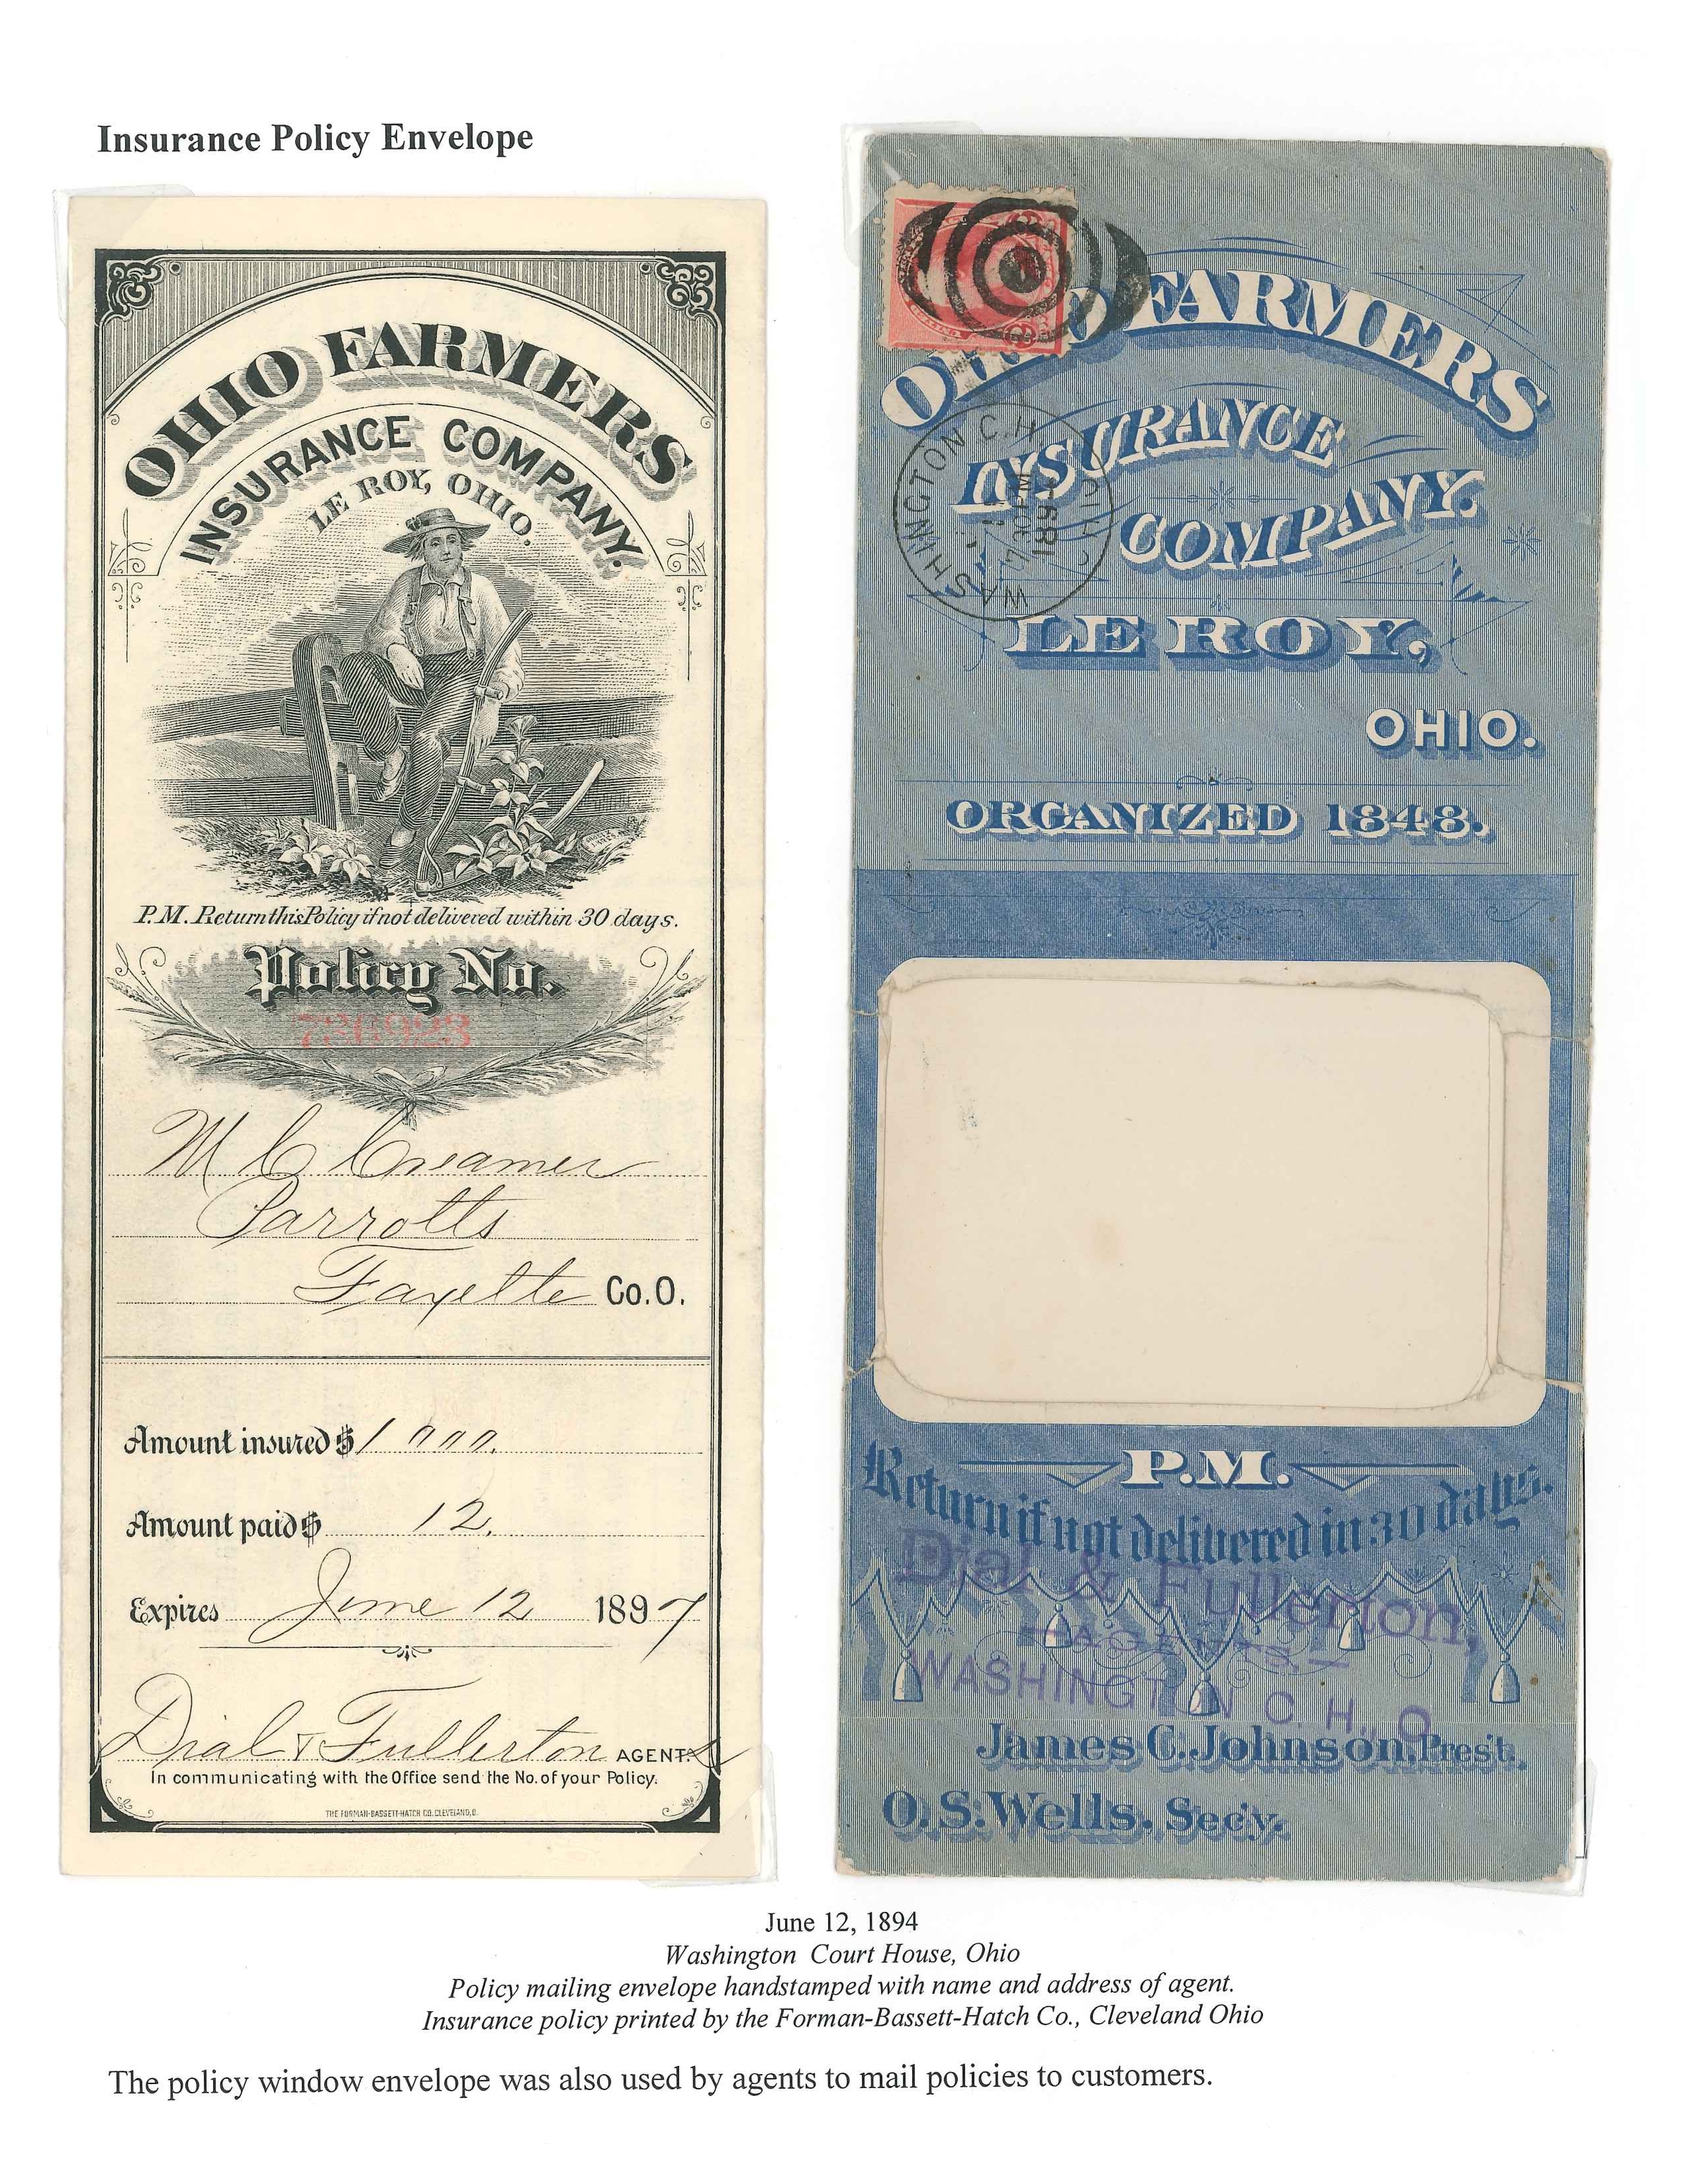 Insurance Policy Envelope
OHIO FARMERS
INSURANCE COMPANY.
LE ROY, OHIO.
P.M. Return this Policy if not delivered within 30 days.
Policy No.
M C Creamer
Parrotts
Fayette Co. O.
Amount insured $ 1000.
Amount paid $ 12.
Expires June 12 1897
Dial & Fullerton AGENT.s
In communicating with the Office send the No. of your Policy.
THE FORMAN-BASSETT-HATCH CO. CLEVELAND, O.
OHIO FARMERS
INSURANCE
COMPANY.
LE ROY,
OHIO.
ORGANIZED 1848.
WASHINGTON C.H. OHIO
P.M.
Return if not delivered in 30 days.
Dial & Fullerton,
—AGENTS,—
WASHINGTON C. H., O.
James C. Johnson, Prest.
O. S. Wells, Secy.
June 12, 1894
Washington Court House, Ohio
Policy mailing envelope handstamped with name and address of agent.
Insurance policy printed by the Forman-Bassett-Hatch Co., Cleveland Ohio
The policy window envelope was also used by agents to mail policies to customers.